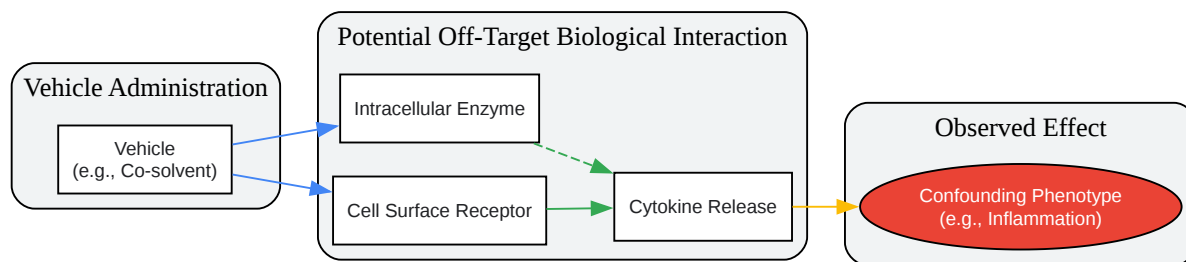 Vehicle Administration
Vehicle
(e.g., Co-solvent)
Potential Off-Target Biological Interaction
Intracellular Enzyme
Cell Surface Receptor
Cytokine Release
Observed Effect
Confounding Phenotype
(e.g., Inflammation)